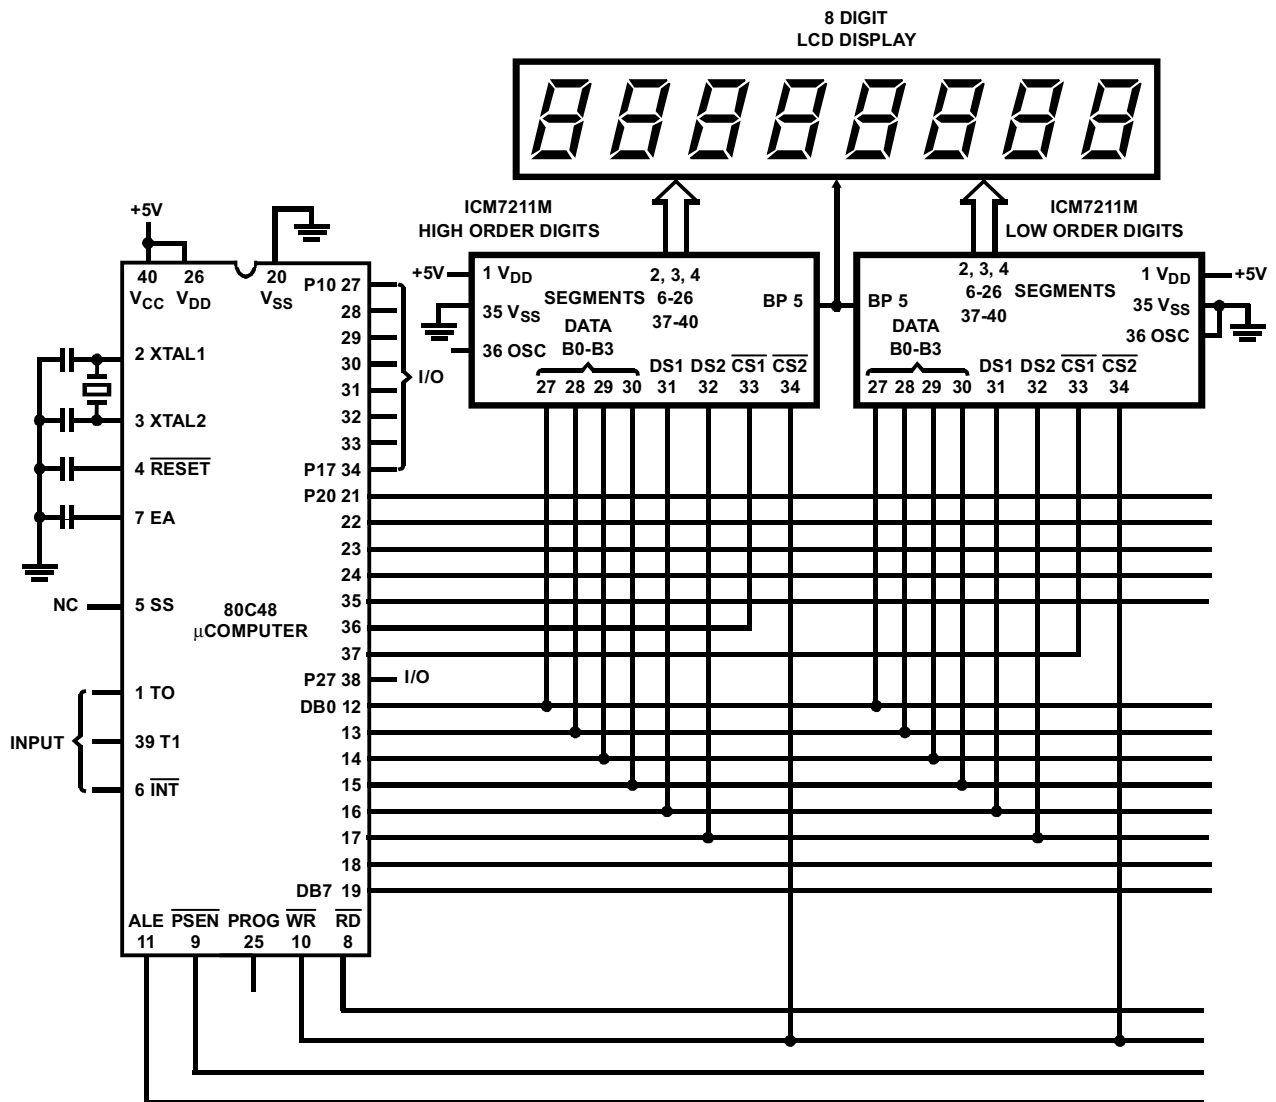 8 DIGIT
LCD DISPLAY
ICM7211M
HIGH ORDER DIGITS
ICM7211M
LOW ORDER DIGITS
+5V
40
VCC
26
VDD
20
VSS
2 XTAL1
3 XTAL2
4 RESET
7 EA
NC
5 SS
80C48
µCOMPUTER
INPUT
1 TO
39 T1
6 INT
ALE
11
PSEN
9
PROG
25
WR
10
RD
8
P10 27
28
29
30
31
32
33
P17 34
I/O
P20 21
22
23
24
35
36
37
P27 38
I/O
DB0 12
13
14
15
16
17
18
DB7 19
+5V
1 VDD
35 VSS
36 OSC
SEGMENTS
2, 3, 4
6-26
37-40
BP 5
DATA
B0-B3
27 28 29 30
DS1
31
DS2
32
CS1
33
CS2
34
BP 5
2, 3, 4
6-26
37-40
SEGMENTS
1 VDD
+5V
35 VSS
36 OSC
DATA
B0-B3
27 28 29 30
DS1
31
DS2
32
CS1
33
CS2
34